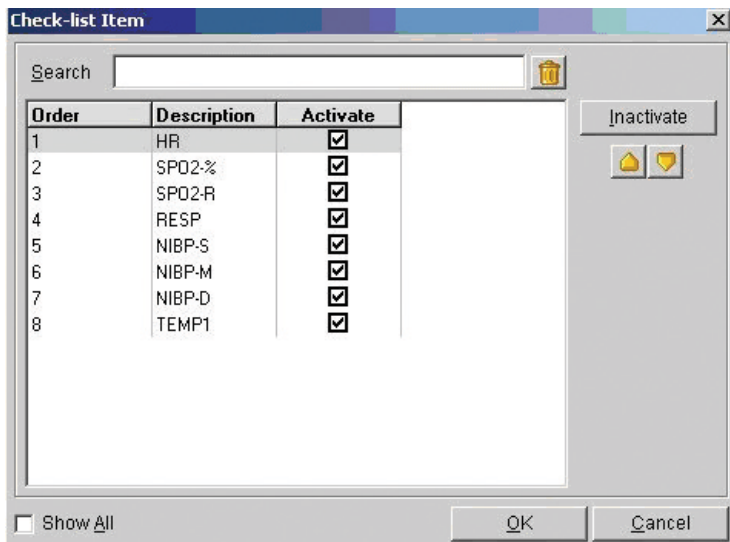 Check-list Item
Search
Order Description Activate
1 HR
2 SPO2-%
3 SPO2-R
4 RESP
5 NIBP-S
6 NIBP-M
7 NIBP-D
8 TEMP1
Inactivate
Show All
OK Cancel